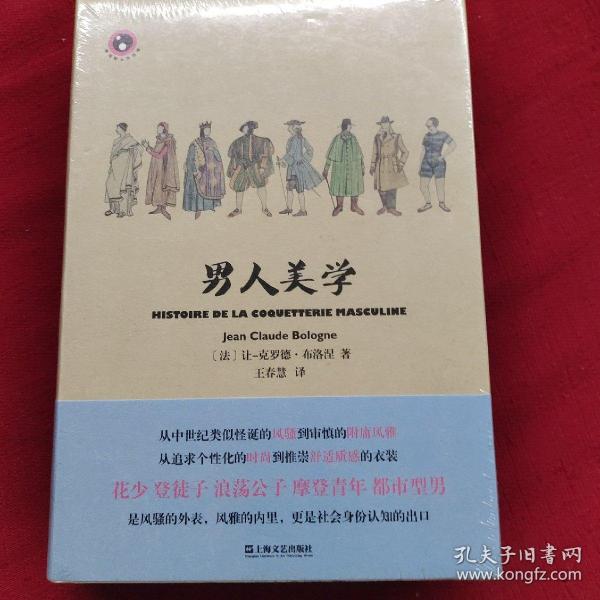 男人美学
HISTOIRE DE LA COQUETTERIE MASCULINE
Jean Claude Bologne
〔法〕让-克罗德·布洛涅 著
王春慧 译
从中世纪类似怪诞的风骚到审慎的附庸风雅
从追求个性化的时尚到推崇舒适质感的衣装
花少 登徒子 浪荡公子 摩登青年 都市型男
是风骚的外表，风雅的内里，更是社会身份认知的出口
上海文艺出版社
孔夫子旧书网
www.kongfz.com